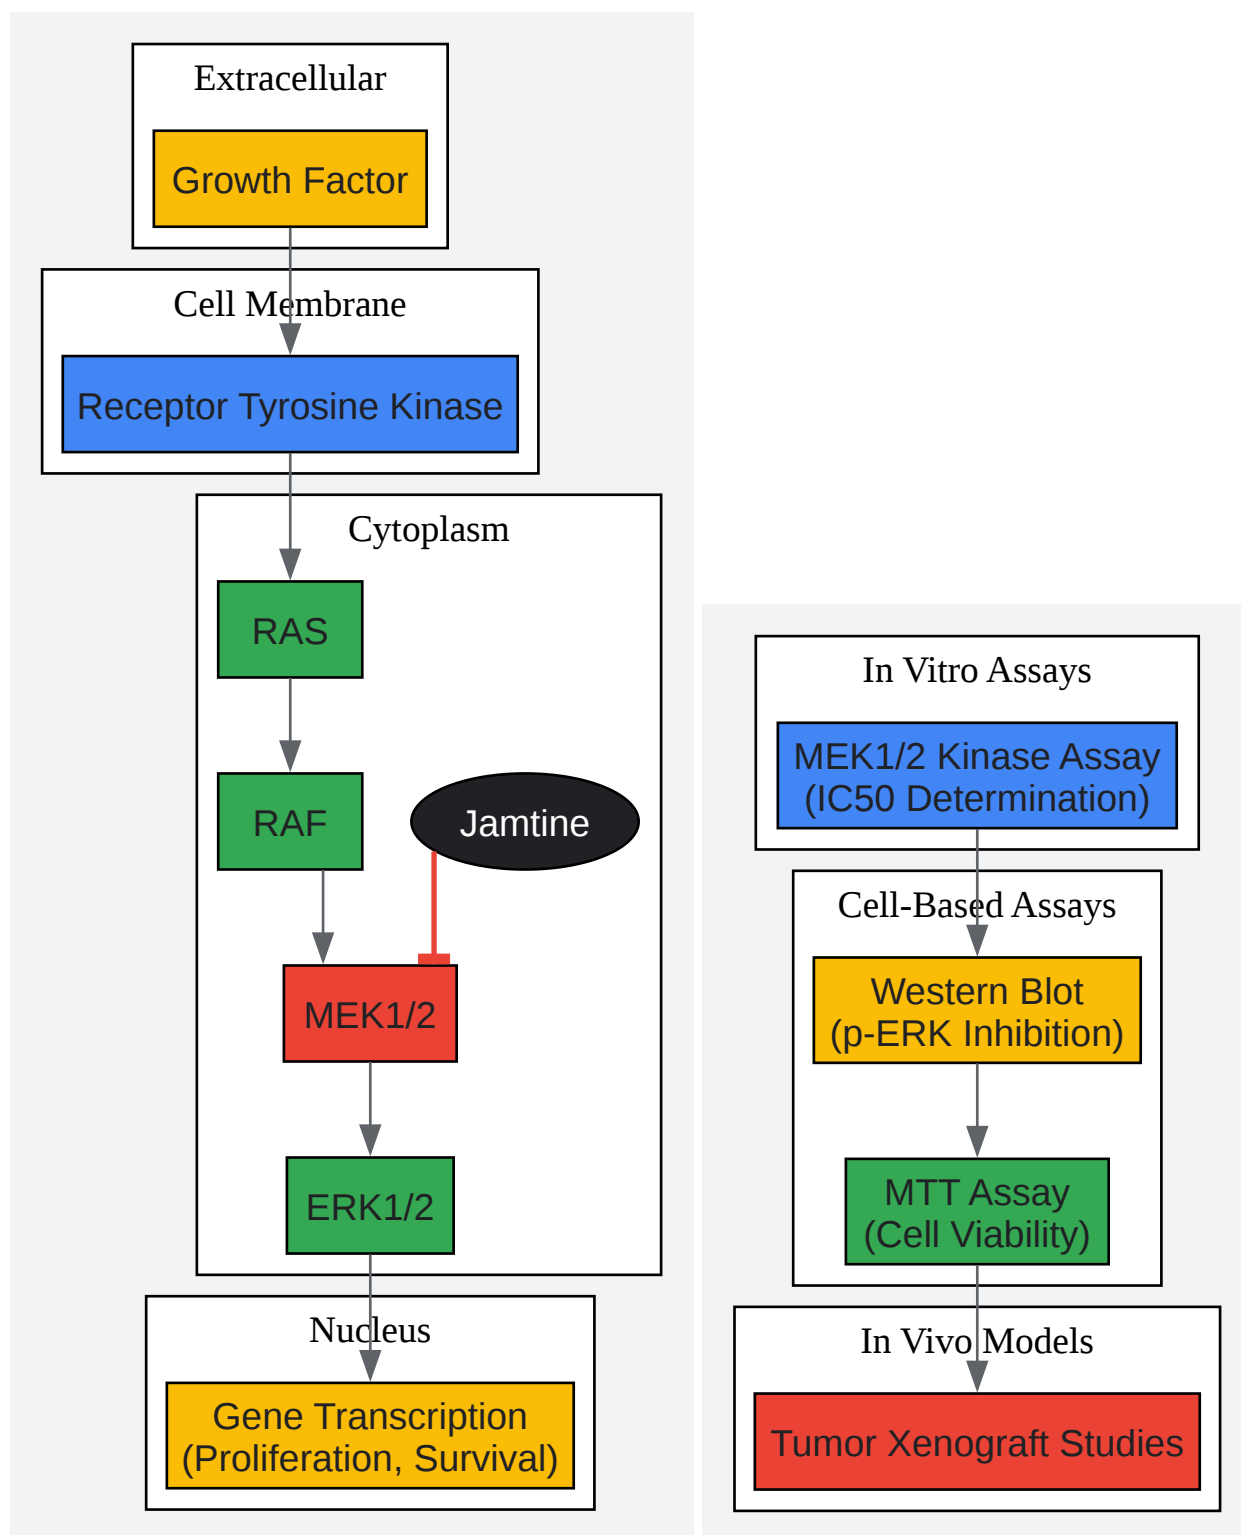 Extracellular
Growth Factor
Cell Membrane
Receptor Tyrosine Kinase
Cytoplasm
RAS
RAF
Jamtine
MEK1/2
ERK1/2
Nucleus
Gene Transcription
(Proliferation, Survival)
In Vitro Assays
MEK1/2 Kinase Assay
(IC50 Determination)
Cell-Based Assays
Western Blot
(p-ERK Inhibition)
MTT Assay
(Cell Viability)
In Vivo Models
Tumor Xenograft Studies